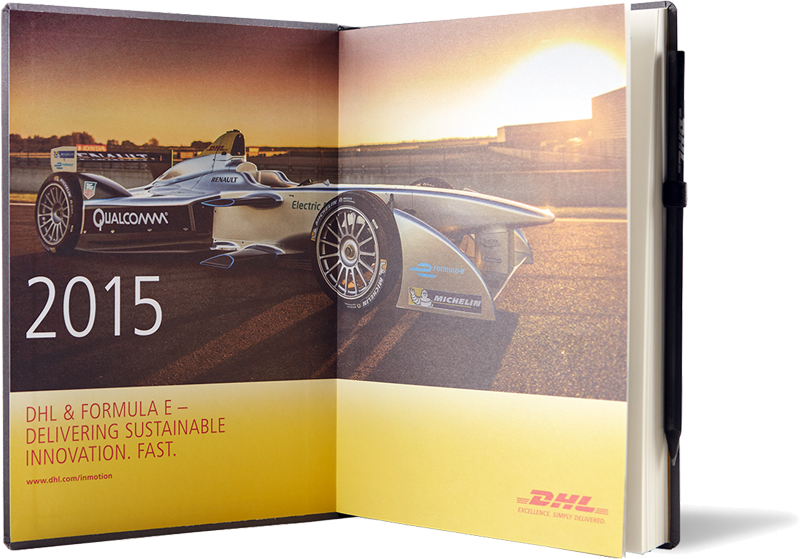 RENAULT
RENAULT
QUALCOMM
Electric
FORMULA-E
MICHELIN
2015
DHL & FORMULA E –
DELIVERING SUSTAINABLE
INNOVATION. FAST.
www.dhl.com/inmotion
DHL
EXCELLENCE. SIMPLY DELIVERED.